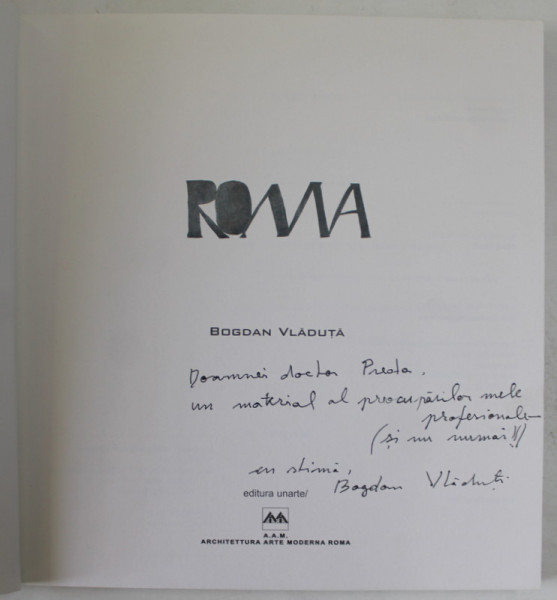 ROMA
BOGDAN VLĂDUȚĂ
Doamnei doctor Preda,
un material al preocupărilor mele
profesionale
(și nu numai!)
cu stimă,
Bogdan Vlăduță
editura unarte/
A.A.M.
ARCHITETTURA ARTE MODERNA ROMA